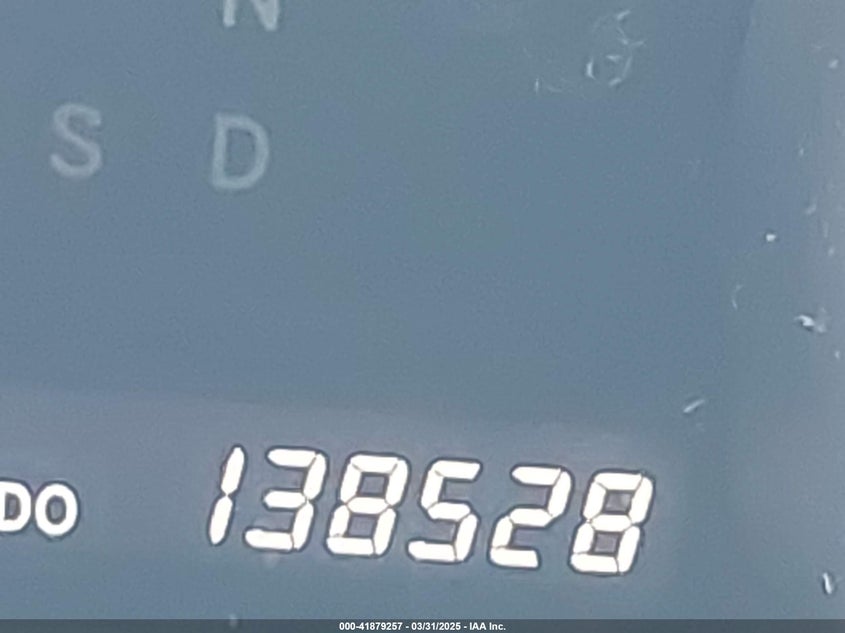 N
S D
DO 138528
000-41879257 - 03/31/2025 - IAA Inc.